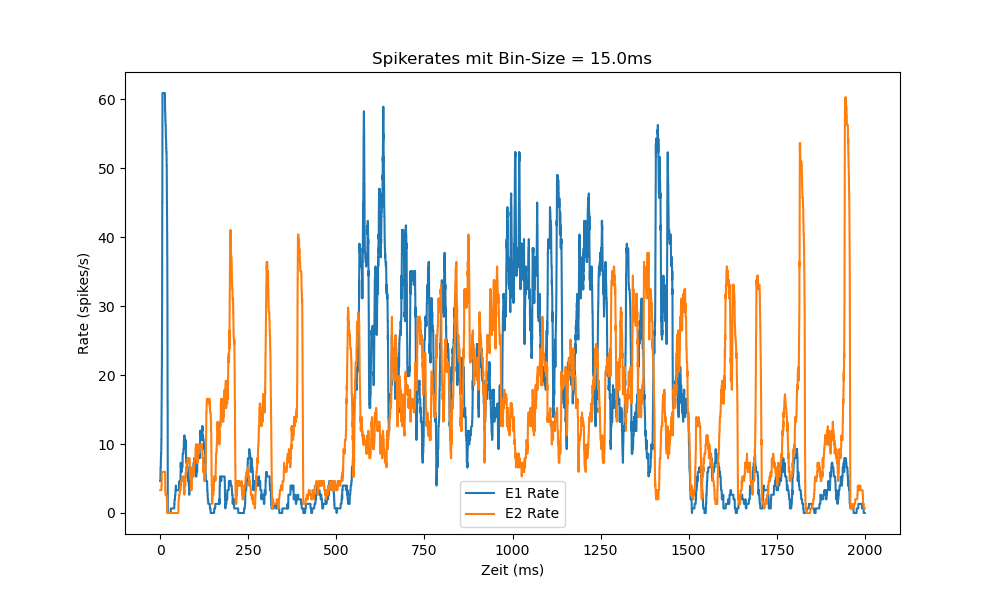 Spikerates mit Bin-Size = 15.0ms
Rate (spikes/s)
60
50
40
30
20
10
0
E1 Rate
E2 Rate
0 250 500 750 1000 1250 1500 1750 2000
Zeit (ms)